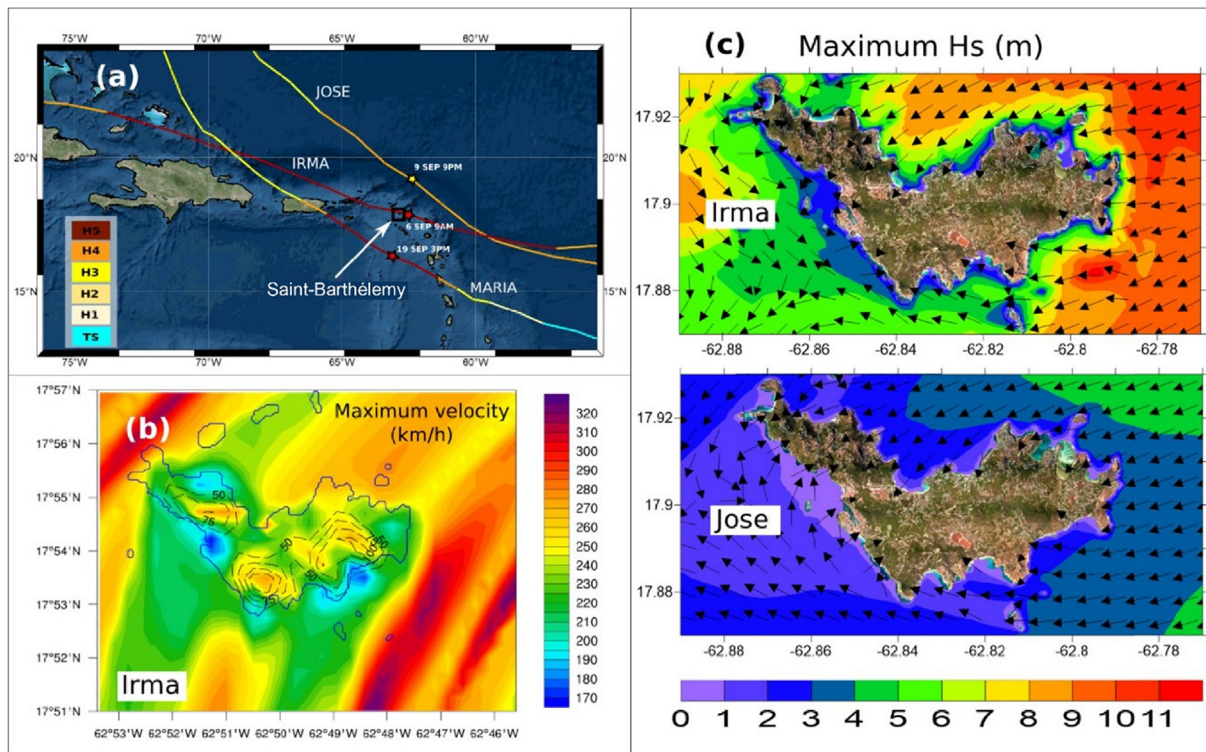 75°W 70°W 65°W 60°W
(a)
JOSE
20°N 20°N
IRMA
9 SEP 9PM
6 SEP 9AM
19 SEP 3PM
H5
H4
H3
H2
H1
TS
Saint-Barthélemy
MARIA
15°N 15°N
75°W 70°W 65°W 60°W
17°57'N
17°56'N
17°55'N
17°54'N
17°53'N
17°52'N
17°51'N
(b)
Maximum velocity
(km/h)
50
75
50
50
50
Irma
62°53'W 62°52'W 62°51'W 62°50'W 62°49'W 62°48'W 62°47'W 62°46'W
320
310
300
290
280
270
260
250
240
230
220
210
200
190
180
170
(c) Maximum Hs (m)
17.92
17.9
17.88
Irma
-62.88 -62.86 -62.84 -62.82 -62.8 -62.78
17.92
17.9
17.88
Jose
-62.88 -62.86 -62.84 -62.82 -62.8 -62.78
0 1 2 3 4 5 6 7 8 9 10 11